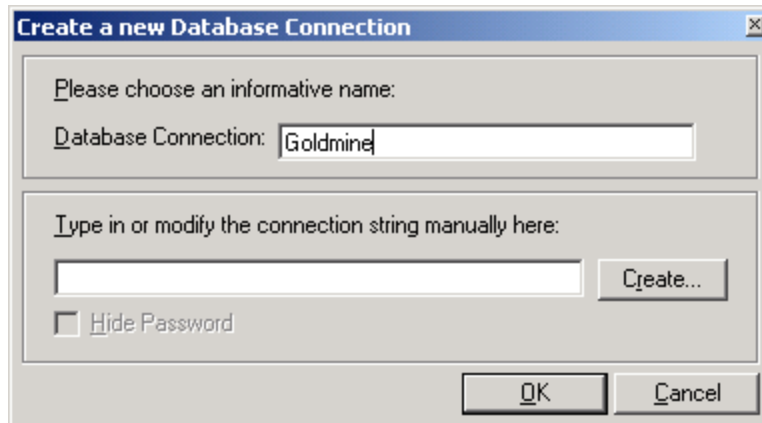 Create a new Database Connection
Please choose an informative name:
Database Connection: Goldmine
Type in or modify the connection string manually here:
Create...
Hide Password
OK Cancel